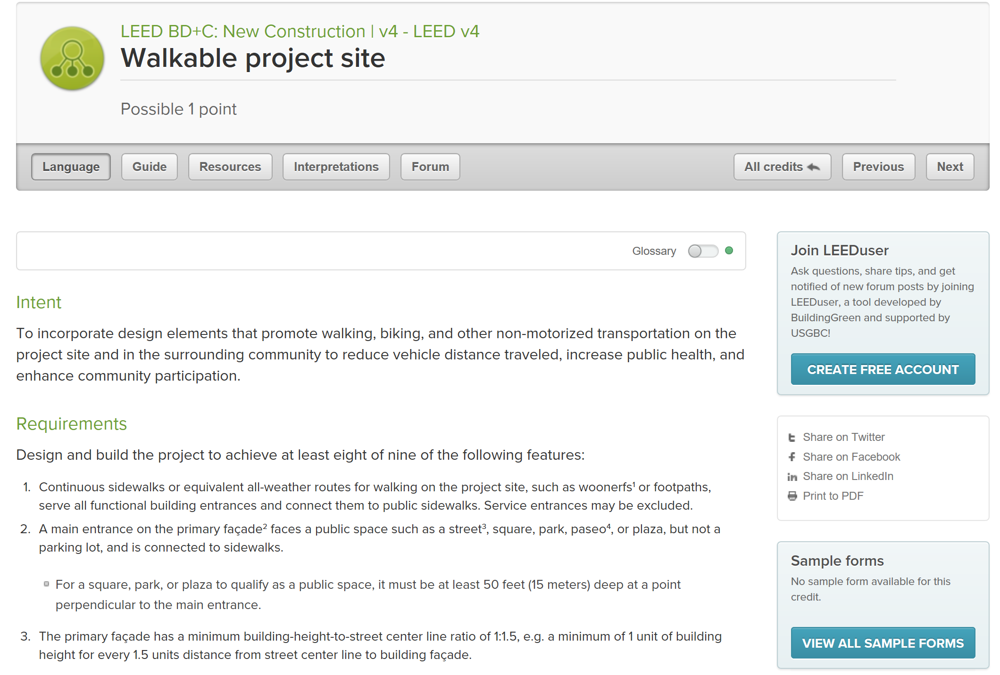 LEED BD+C: New Construction | v4 - LEED v4
Walkable project site
Possible 1 point
Language Guide Resources Interpretations Forum All credits Previous Next
Glossary
Intent
To incorporate design elements that promote walking, biking, and other non-motorized transportation on the
project site and in the surrounding community to reduce vehicle distance traveled, increase public health, and
enhance community participation.
Requirements
Design and build the project to achieve at least eight of nine of the following features:
1. Continuous sidewalks or equivalent all-weather routes for walking on the project site, such as woonerfs¹ or footpaths,
serve all functional building entrances and connect them to public sidewalks. Service entrances may be excluded.
2. A main entrance on the primary façade² faces a public space such as a street³, square, park, paseo⁴, or plaza, but not a
parking lot, and is connected to sidewalks.
For a square, park, or plaza to qualify as a public space, it must be at least 50 feet (15 meters) deep at a point
perpendicular to the main entrance.
3. The primary façade has a minimum building-height-to-street center line ratio of 1:1.5, e.g. a minimum of 1 unit of building
height for every 1.5 units distance from street center line to building façade.
Join LEEDuser
Ask questions, share tips, and get
notified of new forum posts by joining
LEEDuser, a tool developed by
BuildingGreen and supported by
USGBC!
CREATE FREE ACCOUNT
Share on Twitter
Share on Facebook
Share on LinkedIn
Print to PDF
Sample forms
No sample form available for this
credit.
VIEW ALL SAMPLE FORMS